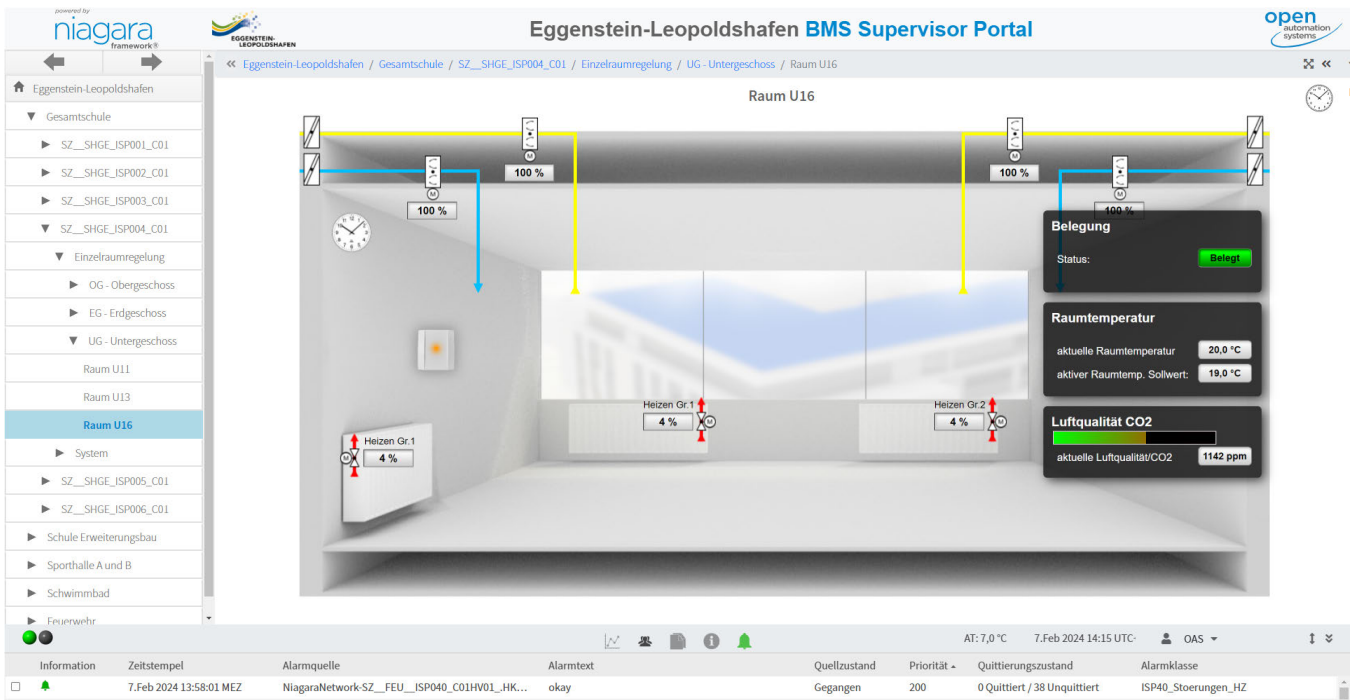 powered by
niagara
framework®
EGGENSTEIN-
LEOPOLDSHAFEN
Eggenstein-Leopoldshafen BMS Supervisor Portal
open
automation
systems
« Eggenstein-Leopoldshafen / Gesamtschule / SZ__SHGE_ISP004_C01 / Einzelraumregelung / UG - Untergeschoss / Raum U16
Eggenstein-Leopoldshafen
Gesamtschule
SZ__SHGE_ISP001_C01
SZ__SHGE_ISP002_C01
SZ__SHGE_ISP003_C01
SZ__SHGE_ISP004_C01
Einzelraumregelung
OG - Obergeschoss
EG - Erdgeschoss
UG - Untergeschoss
Raum U11
Raum U13
Raum U16
System
SZ__SHGE_ISP005_C01
SZ__SHGE_ISP006_C01
Schule Erweiterungsbau
Sporthalle A und B
Schwimmbad
Feuerwehr
Raum U16
M
100 %
M
100 %
M
100 %
M
100 %
Belegung
Status: Belegt
Raumtemperatur
aktuelle Raumtemperatur 20,0 °C
aktiver Raumtemp. Sollwert: 19,0 °C
Luftqualität CO2
aktuelle Luftqualität/CO2 1142 ppm
Heizen Gr.1
4 % M
Heizen Gr.2
4 % M
Heizen Gr.1
M 4 %
AT: 7,0 °C 7.Feb 2024 14:15 UTC- OAS
Information Zeitstempel Alarmquelle Alarmtext Quellzustand Priorität Quittierungszustand Alarmklasse
7.Feb 2024 13:58:01 MEZ NiagaraNetwork-SZ__FEU__ISP040_C01HV01_.HK... okay Gegangen 200 0 Quittiert / 38 Unquittiert ISP40_Stoerungen_HZ